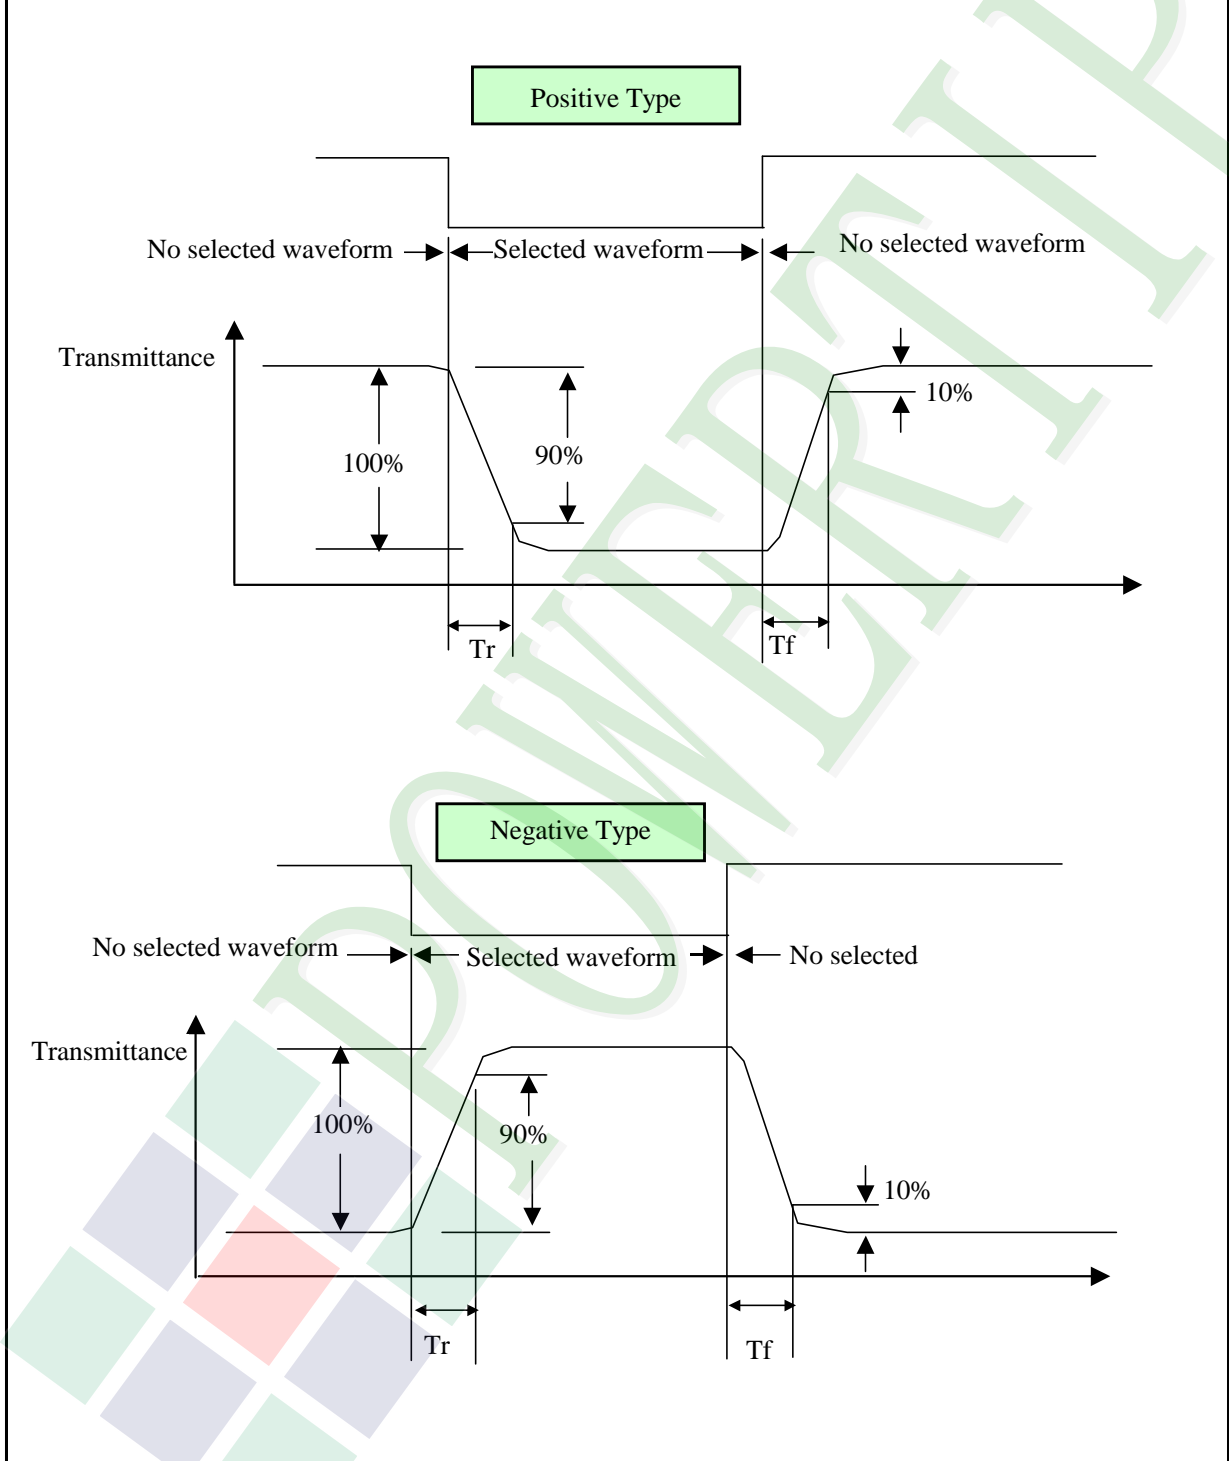 Positive Type
No selected waveform
Selected waveform
No selected waveform
Transmittance
100%
90%
10%
Tr
Tf
Negative Type
No selected waveform
Selected waveform
No selected
Transmittance
100%
90%
10%
Tr
Tf
POWERTIP